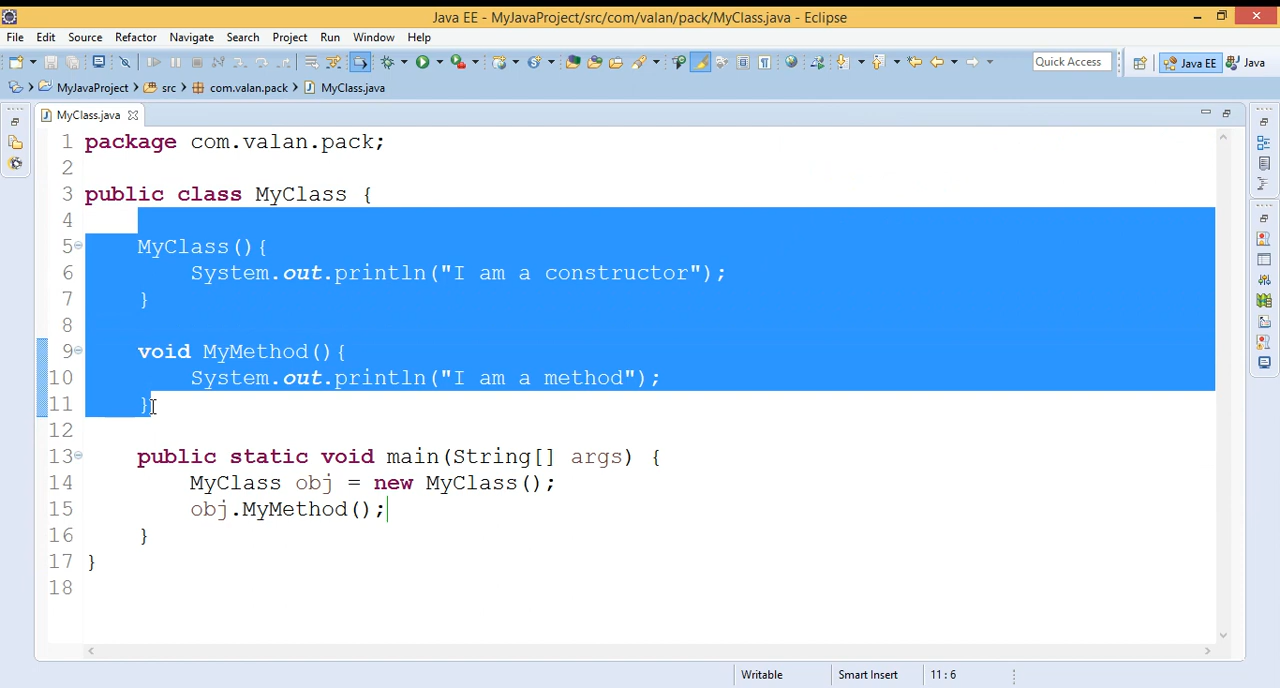 Java EE - MyJavaProject/src/com/valan/pack/MyClass.java - Eclipse
File Edit Source Refactor Navigate Search Project Run Window Help
Quick Access Java EE Java
MyJavaProject src com.valan.pack MyClass.java
MyClass.java
1 package com.valan.pack;
2
3 public class MyClass {
4
5 MyClass(){
6 System.out.println("I am a constructor");
7 }
8
9 void MyMethod(){
10 System.out.println("I am a method");
11 }
12
13 public static void main(String[] args) {
14 MyClass obj = new MyClass();
15 obj.MyMethod();
16 }
17 }
18
Writable Smart Insert 11 : 6